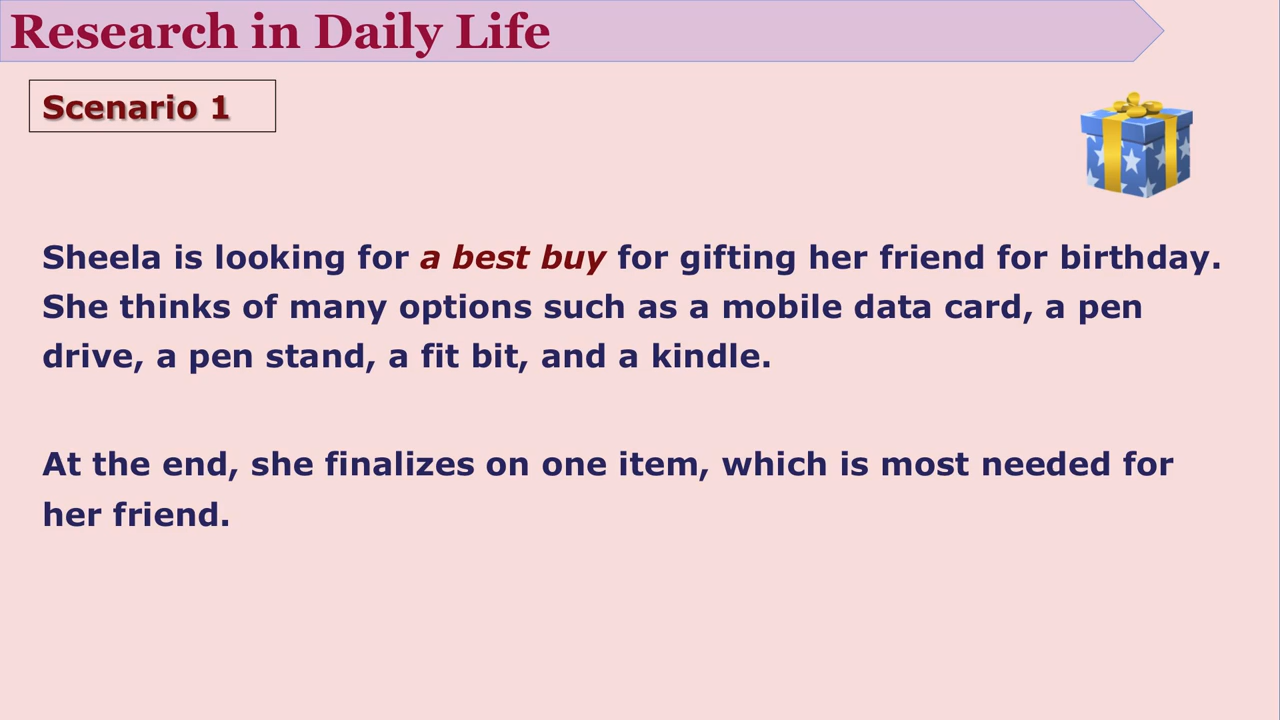 Research in Daily Life
Scenario 1
Sheela is looking for a best buy for gifting her friend for birthday.
She thinks of many options such as a mobile data card, a pen
drive, a pen stand, a fit bit, and a kindle.
At the end, she finalizes on one item, which is most needed for
her friend.